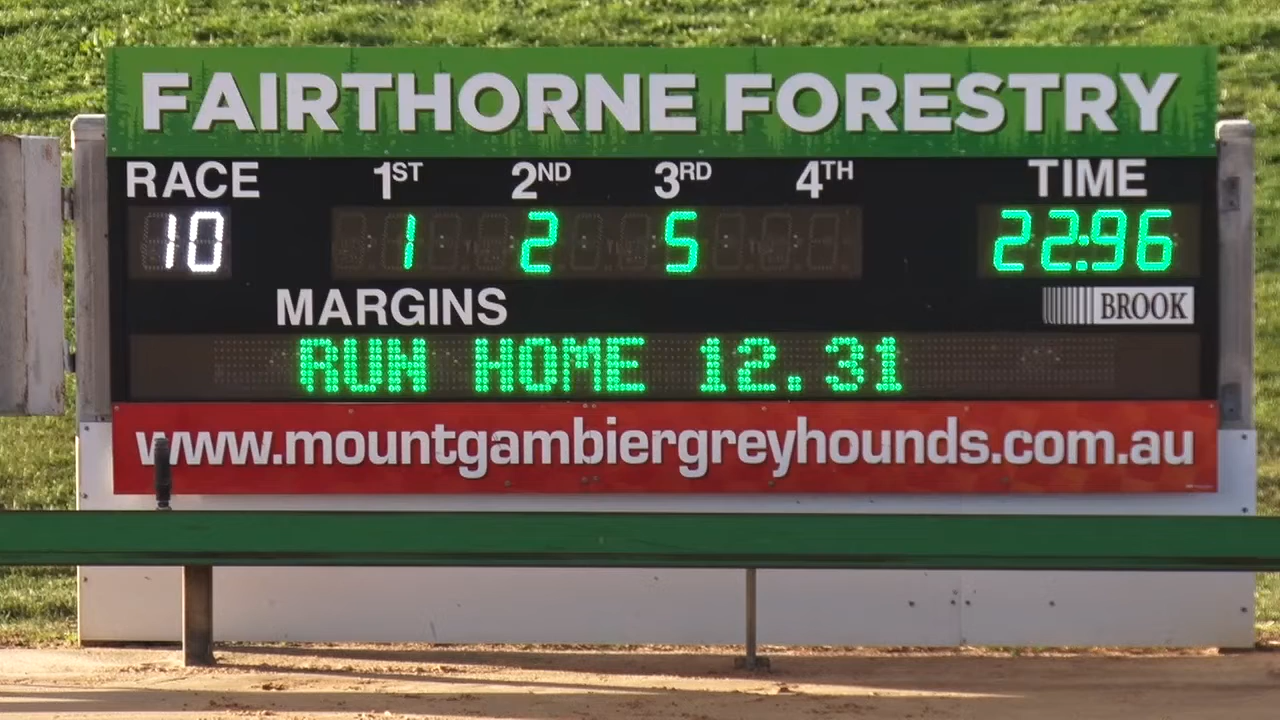 FAIRTHORNE FORESTRY
RACE 1ST 2ND 3RD 4TH TIME
10 1 2 5 22:96
MARGINS BROOK
RUN HOME 12.31
www.mountgambiergreyhounds.com.au